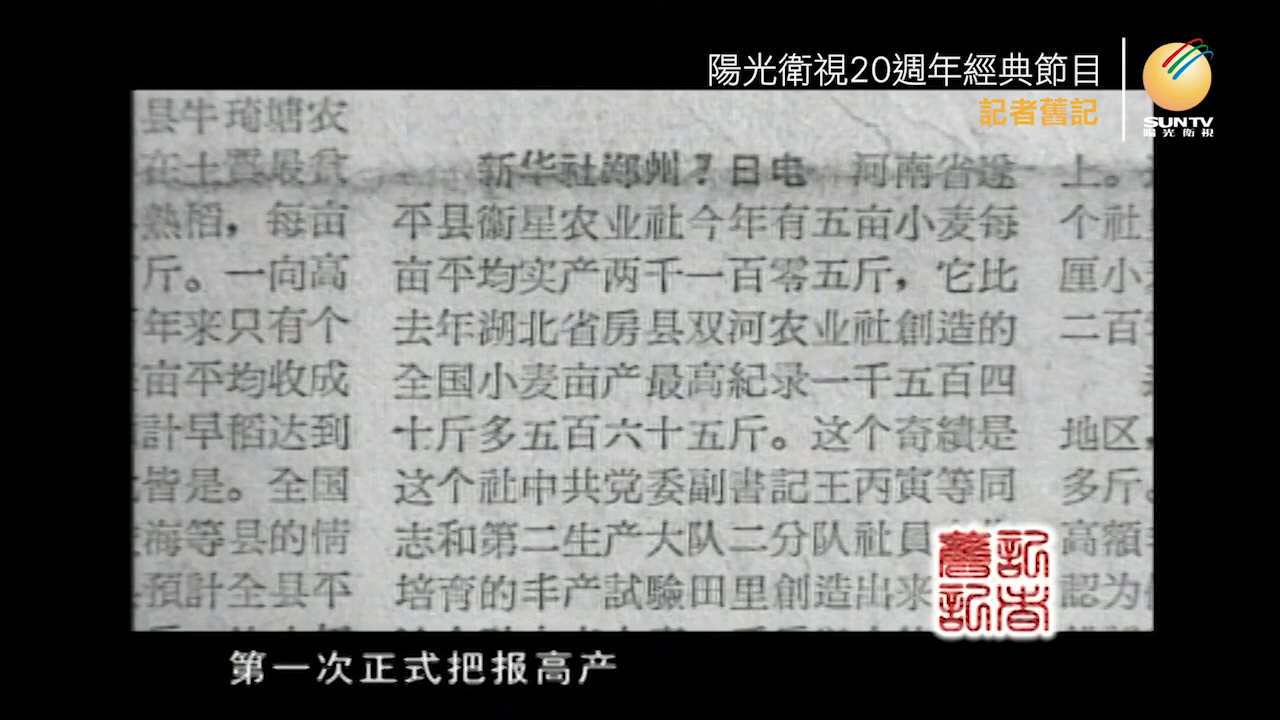 陽光衛視20週年經典節目
記者舊記
SUNTV
陽光衛視
县牛琦塘农
在土質最貧
熱稻，每亩
斤。一向高
年来只有个
亩平均收成
計早稻达到
皆是。全国
海等县的情
預計全县不
新华社郑州7日电 河南省遂
平县衛星农业社今年有五亩小麦每
亩平均实产两千一百零五斤，它比
去年湖北省房县双河农业社創造的
全国小麦亩产最高紀录一千五百四
十斤多五百六十五斤。这个奇績是
这个社中共党委副書記王丙寅等同
志和第二生产大队二分队社員
培育的丰产試驗田里創造出来
上。
个社
厘小
二百
地区，
多斤。
高額
認为
記者
舊記
第一次正式把报高产